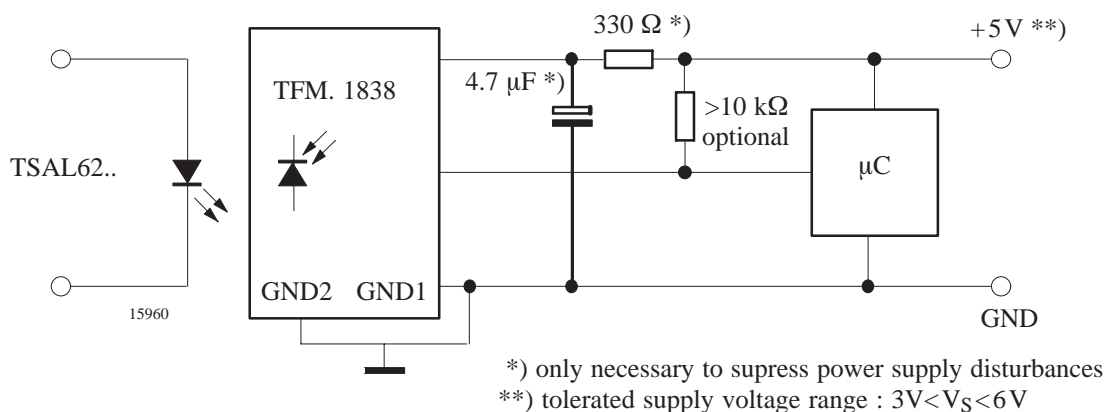 330 Ω *)
+5V **)
4.7 µF *)
TFM. 1838
>10 kΩ
optional
TSAL62..
µC
GND2 GND1
15960
GND
*) only necessary to supress power supply disturbances
**) tolerated supply voltage range : 3V<VS<6V